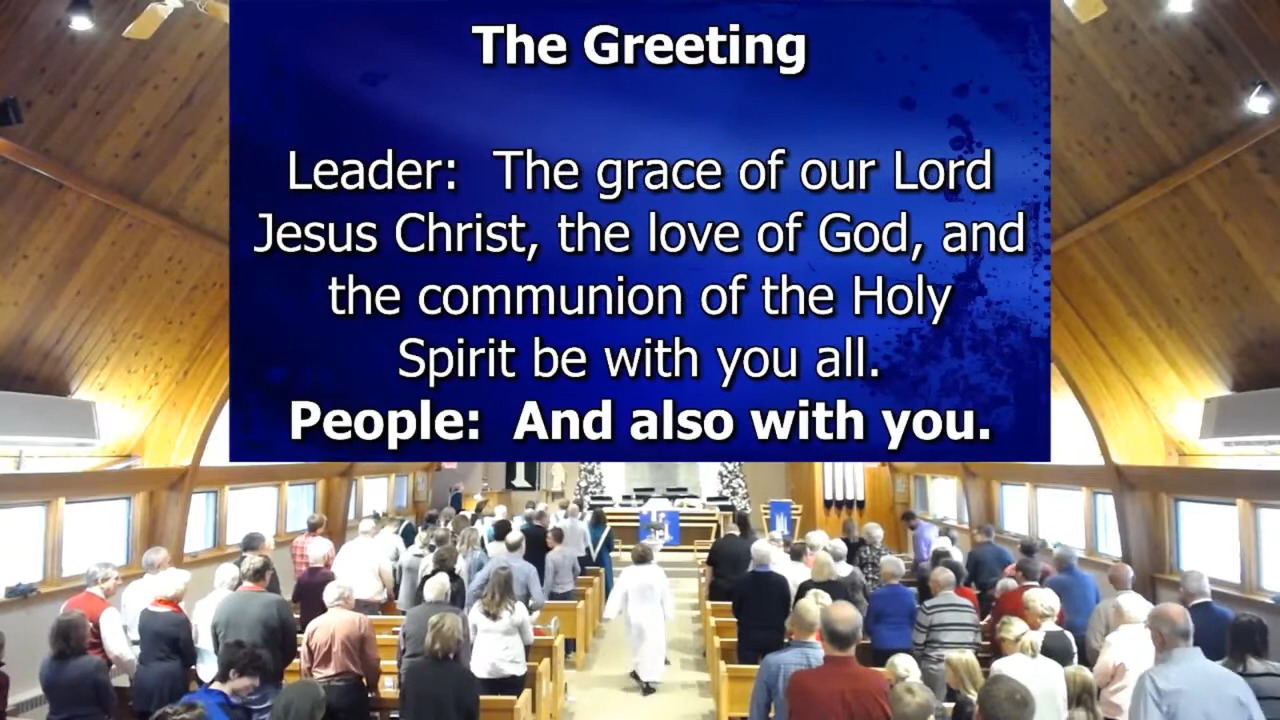 The Greeting
Leader: The grace of our Lord
Jesus Christ, the love of God, and
the communion of the Holy
Spirit be with you all.
People: And also with you.